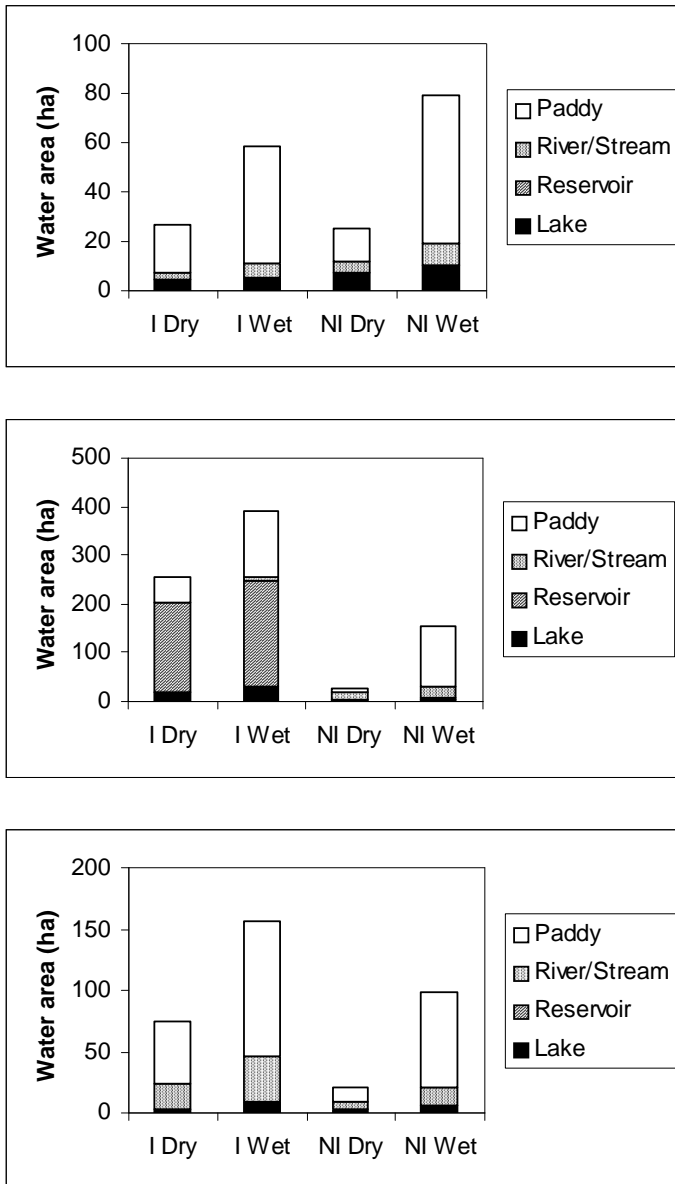 Water area (ha)
100
80
60
40
20
0
I Dry I Wet NI Dry NI Wet
Paddy
River/Stream
Reservoir
Lake
Water area (ha)
500
400
300
200
100
0
I Dry I Wet NI Dry NI Wet
Paddy
River/Stream
Reservoir
Lake
Water area (ha)
200
150
100
50
0
I Dry I Wet NI Dry NI Wet
Paddy
River/Stream
Reservoir
Lake